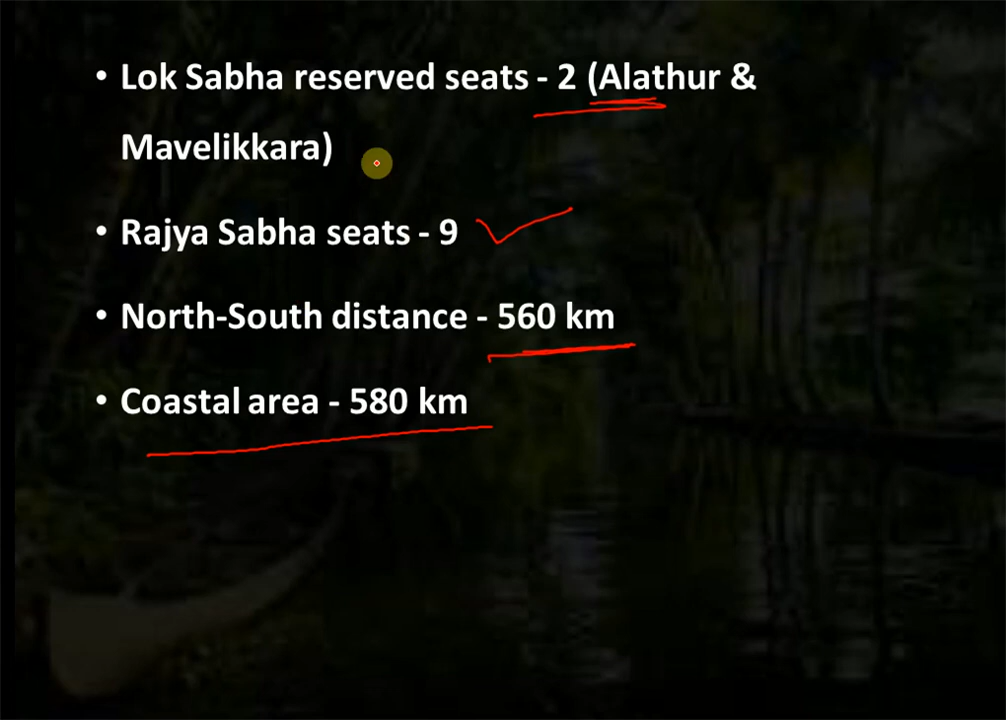 • Lok Sabha reserved seats - 2 (Alathur &
Mavelikkara)
• Rajya Sabha seats - 9
• North-South distance - 560 km
• Coastal area - 580 km